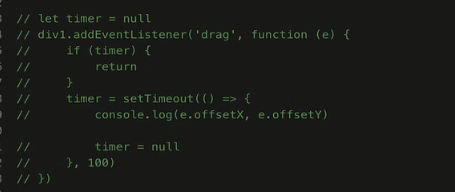 // let timer = null
// div1.addEventListener('drag', function (e) {
//     if (timer) {
//         return
//     }
//     timer = setTimeout(() => {
//         console.log(e.offsetX, e.offsetY)
//         timer = null
//     }, 100)
// })